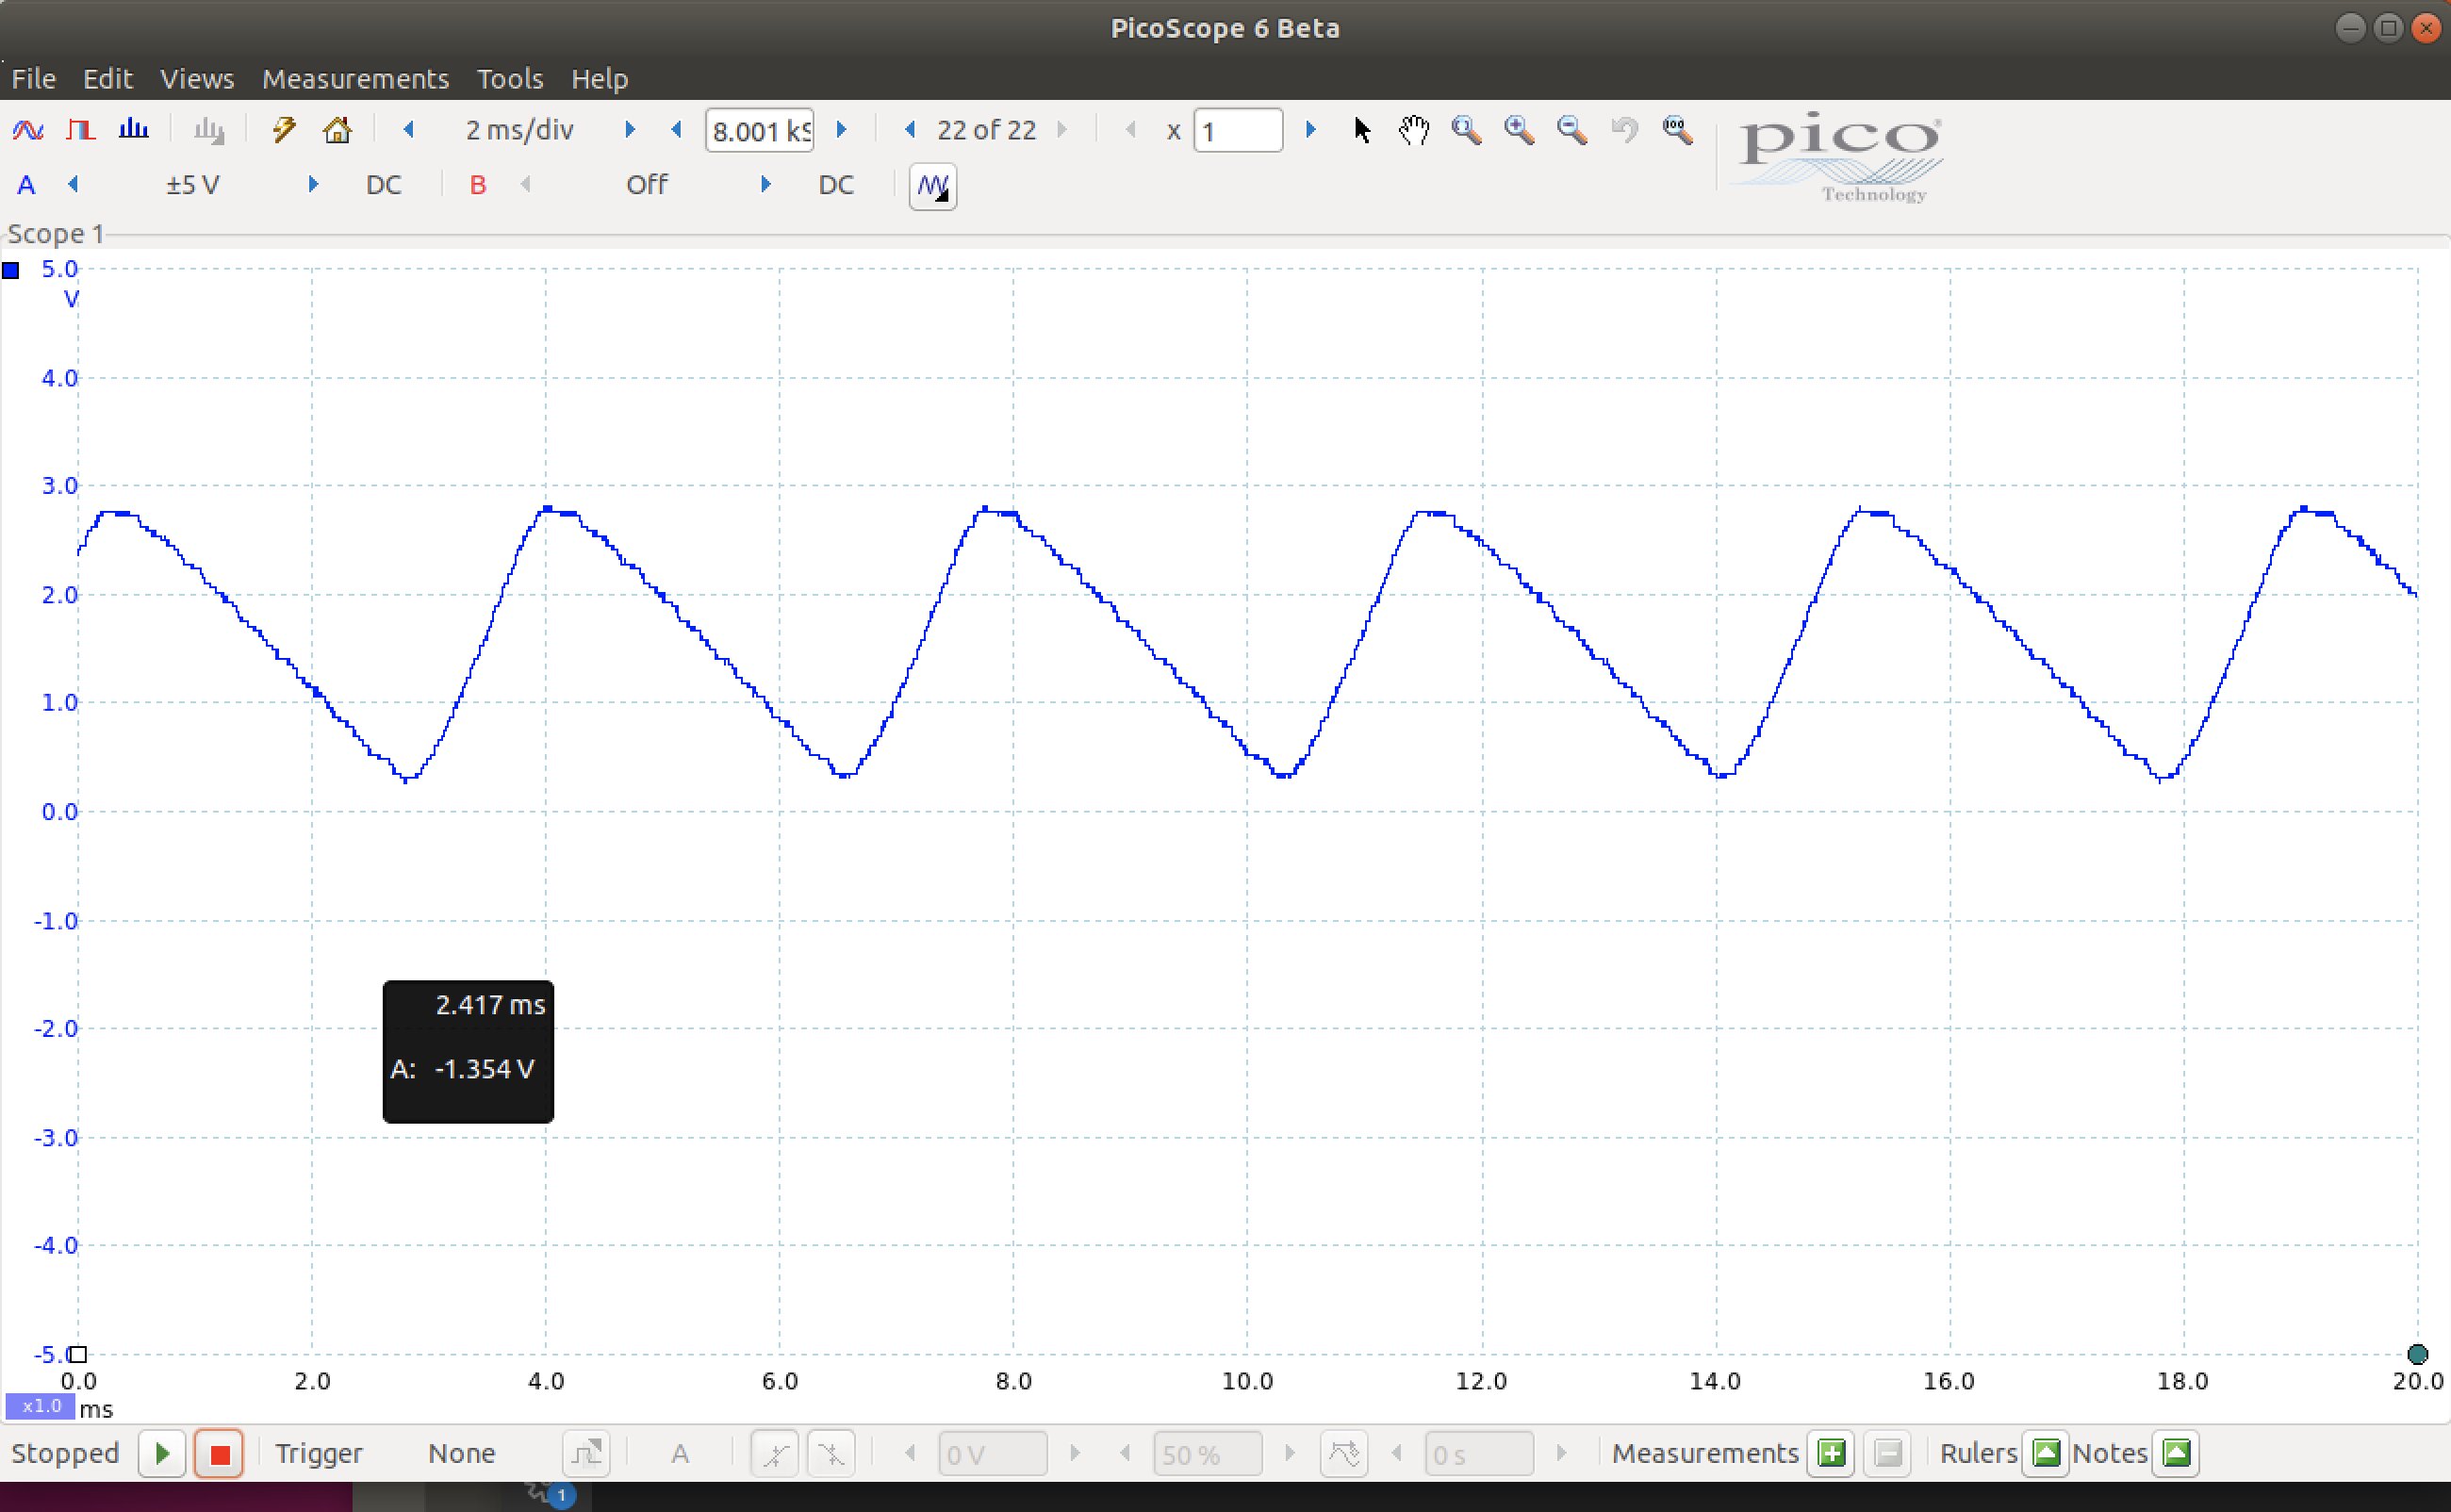 PicoScope 6 Beta
File Edit Views Measurements Tools Help
2 ms/div 8.001 kS 22 of 22 x 1 100
pico
Technology
A ±5 V DC B Off DC
Scope 1
5.0
V
4.0
3.0
2.0
1.0
0.0
-1.0
-2.0
-3.0
-4.0
-5.0
2.417 ms
A: -1.354 V
0.0 2.0 4.0 6.0 8.0 10.0 12.0 14.0 16.0 18.0 20.0
x1.0 ms
Stopped Trigger None A 0 V 50 % 0 s Measurements Rulers Notes
1